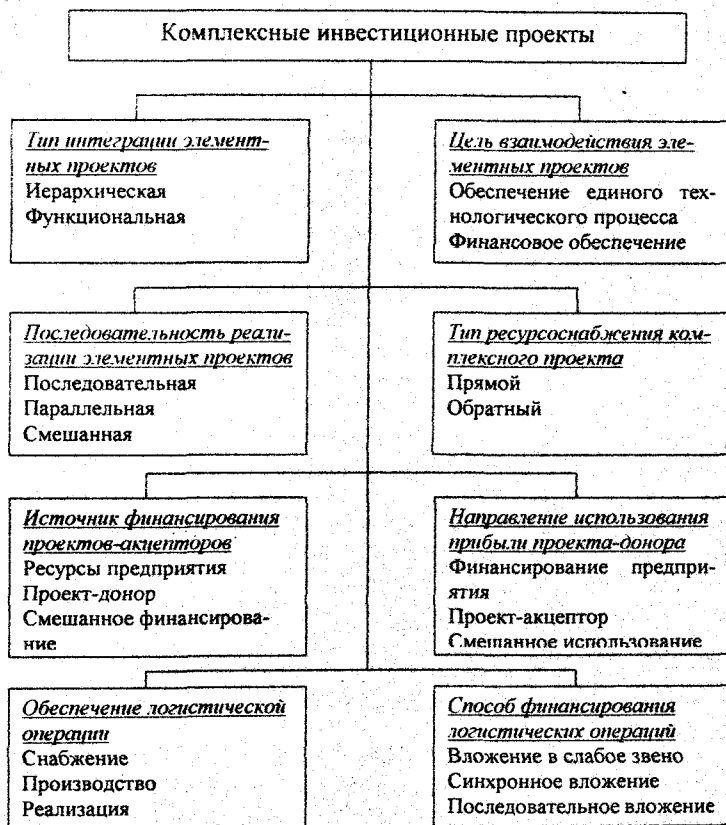 Комплексные инвестиционные проекты
Тип интеграции элемент-
ных проектов
Иерархическая
Функциональная
Цель взаимодействия эле-
ментных проектов
Обеспечение единого тех-
нологического процесса
Финансовое обеспечение
Последовательность реали-
зации элементных проектов
Последовательная
Параллельная
Смешанная
Тип ресурсоснабжения ком-
плексного проекта
Прямой
Обратный
Источник финансирования
проектов-акцепторов
Ресурсы предприятия
Проект-донор
Смешанное финансирова-
ние
Направление использования
прибыли проекта-донора
Финансирование предпри-
ятия
Проект-акцептор
Смешанное использование
Обеспечение логистической
операции
Снабжение
Производство
Реализация
Способ финансирования
логистических операций
Вложение в слабое звено
Синхронное вложение
Последовательное вложение